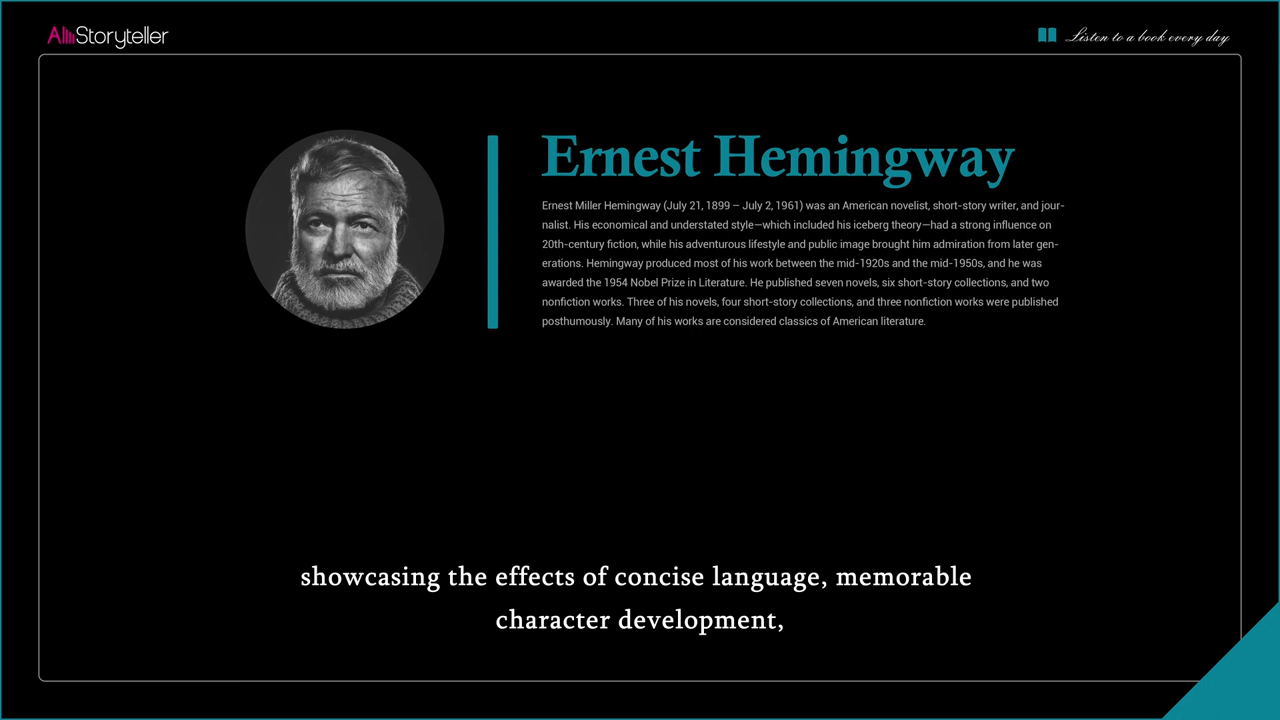 AllStoryteller
Listen to a book every day
Ernest Hemingway
Ernest Miller Hemingway (July 21, 1899 – July 2, 1961) was an American novelist, short-story writer, and jour-
nalist. His economical and understated style—which included his iceberg theory—had a strong influence on
20th-century fiction, while his adventurous lifestyle and public image brought him admiration from later gen-
erations. Hemingway produced most of his work between the mid-1920s and the mid-1950s, and he was
awarded the 1954 Nobel Prize in Literature. He published seven novels, six short-story collections, and two
nonfiction works. Three of his novels, four short-story collections, and three nonfiction works were published
posthumously. Many of his works are considered classics of American literature.
showcasing the effects of concise language, memorable
character development,